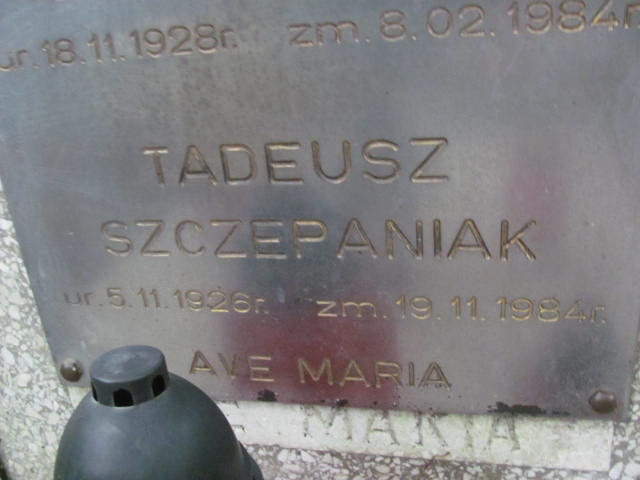 ur. 18.11.1928r. zm. 8.02.1984r.
TADEUSZ
SZCZEPANIAK
ur. 5.11.1926r. zm. 19.11.1984r.
AVE MARIA
MARIA